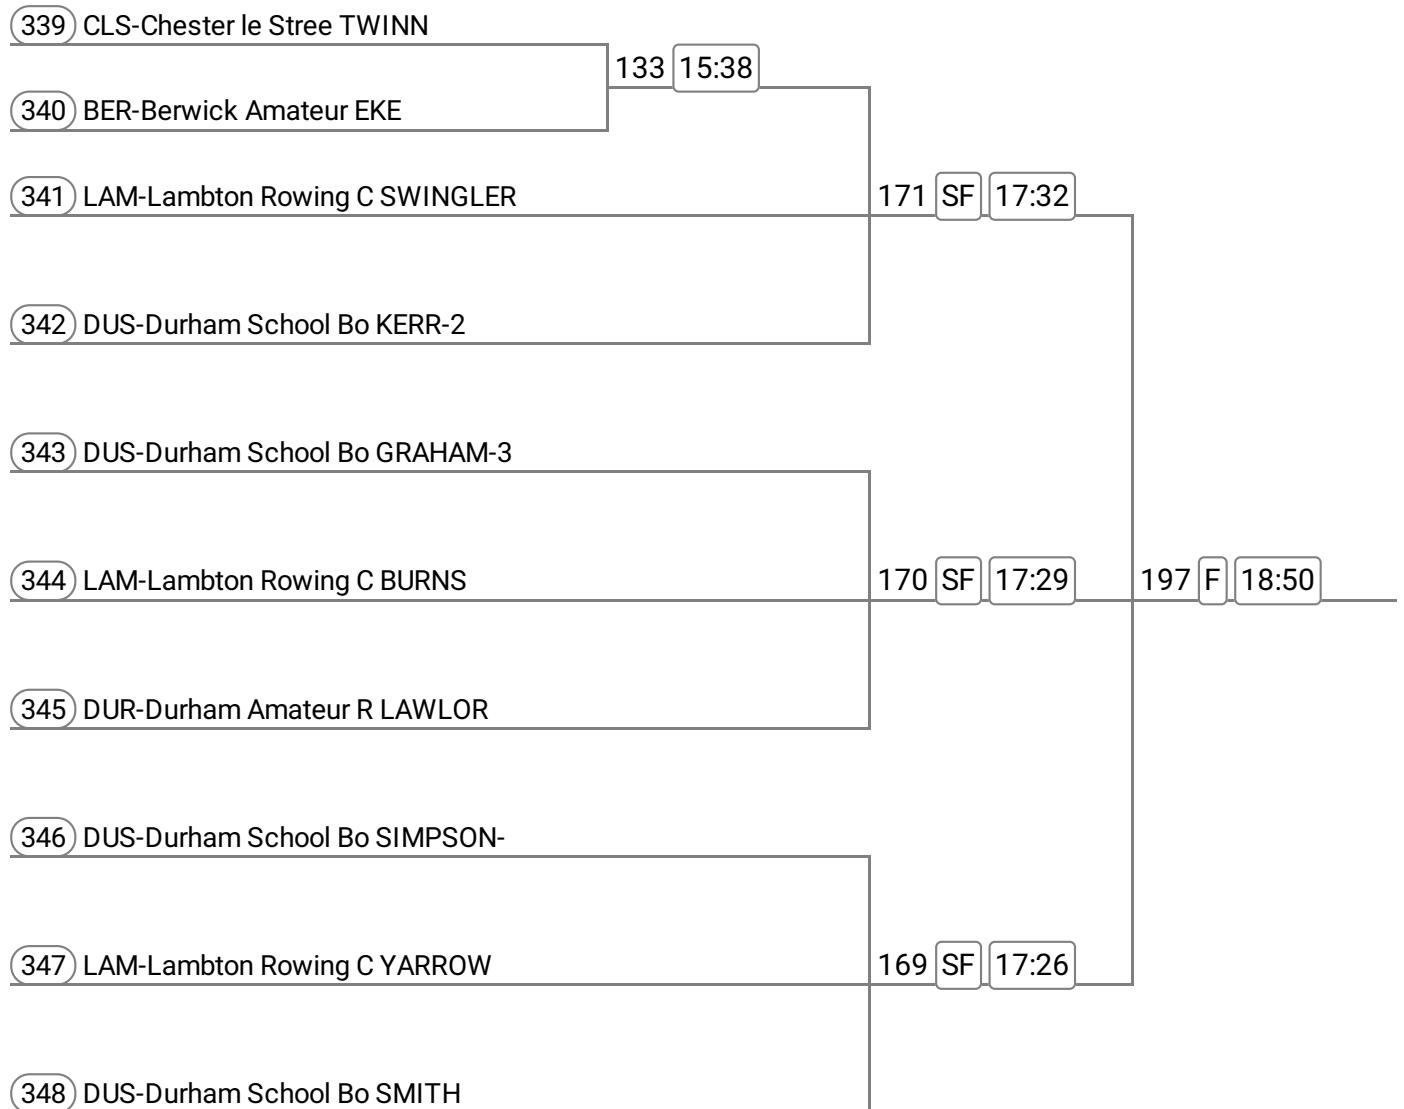 339 CLS-Chester le Stree TWINN
133 15:38
340 BER-Berwick Amateur EKE
341 LAM-Lambton Rowing C SWINGLER
171 SF 17:32
342 DUS-Durham School Bo KERR-2
343 DUS-Durham School Bo GRAHAM-3
344 LAM-Lambton Rowing C BURNS
170 SF 17:29
197 F 18:50
345 DUR-Durham Amateur R LAWLOR
346 DUS-Durham School Bo SIMPSON-
347 LAM-Lambton Rowing C YARROW
169 SF 17:26
348 DUS-Durham School Bo SMITH